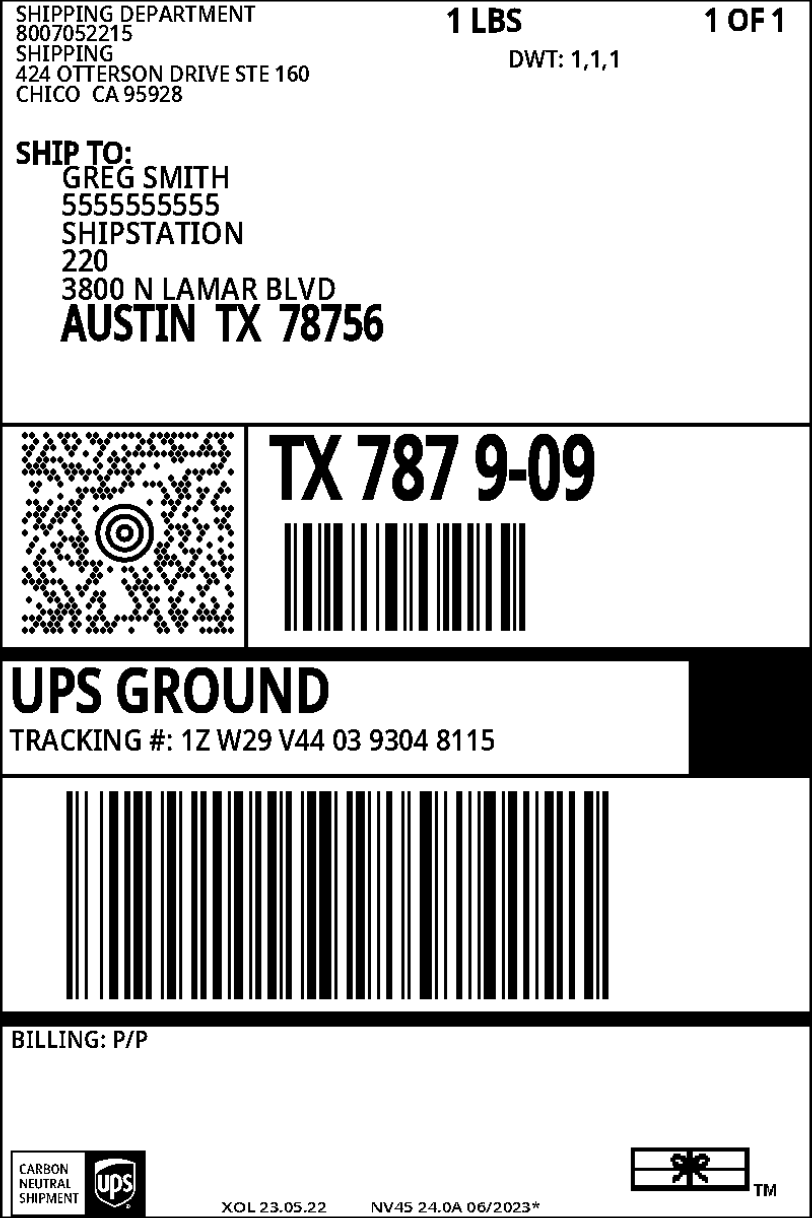 SHIPPING DEPARTMENT
8007052215
SHIPPING
424 OTTERSON DRIVE STE 160
CHICO CA 95928
1 LBS
1 OF 1
DWT: 1,1,1
SHIP TO:
GREG SMITH
5555555555
SHIPSTATION
220
3800 N LAMAR BLVD
AUSTIN TX 78756
TX 787 9-09
UPS GROUND
TRACKING #: 1Z W29 V44 03 9304 8115
BILLING: P/P
CARBON
NEUTRAL
SHIPMENT
ups
XOL 23.05.22 NV45 24.0A 06/2023*
TM